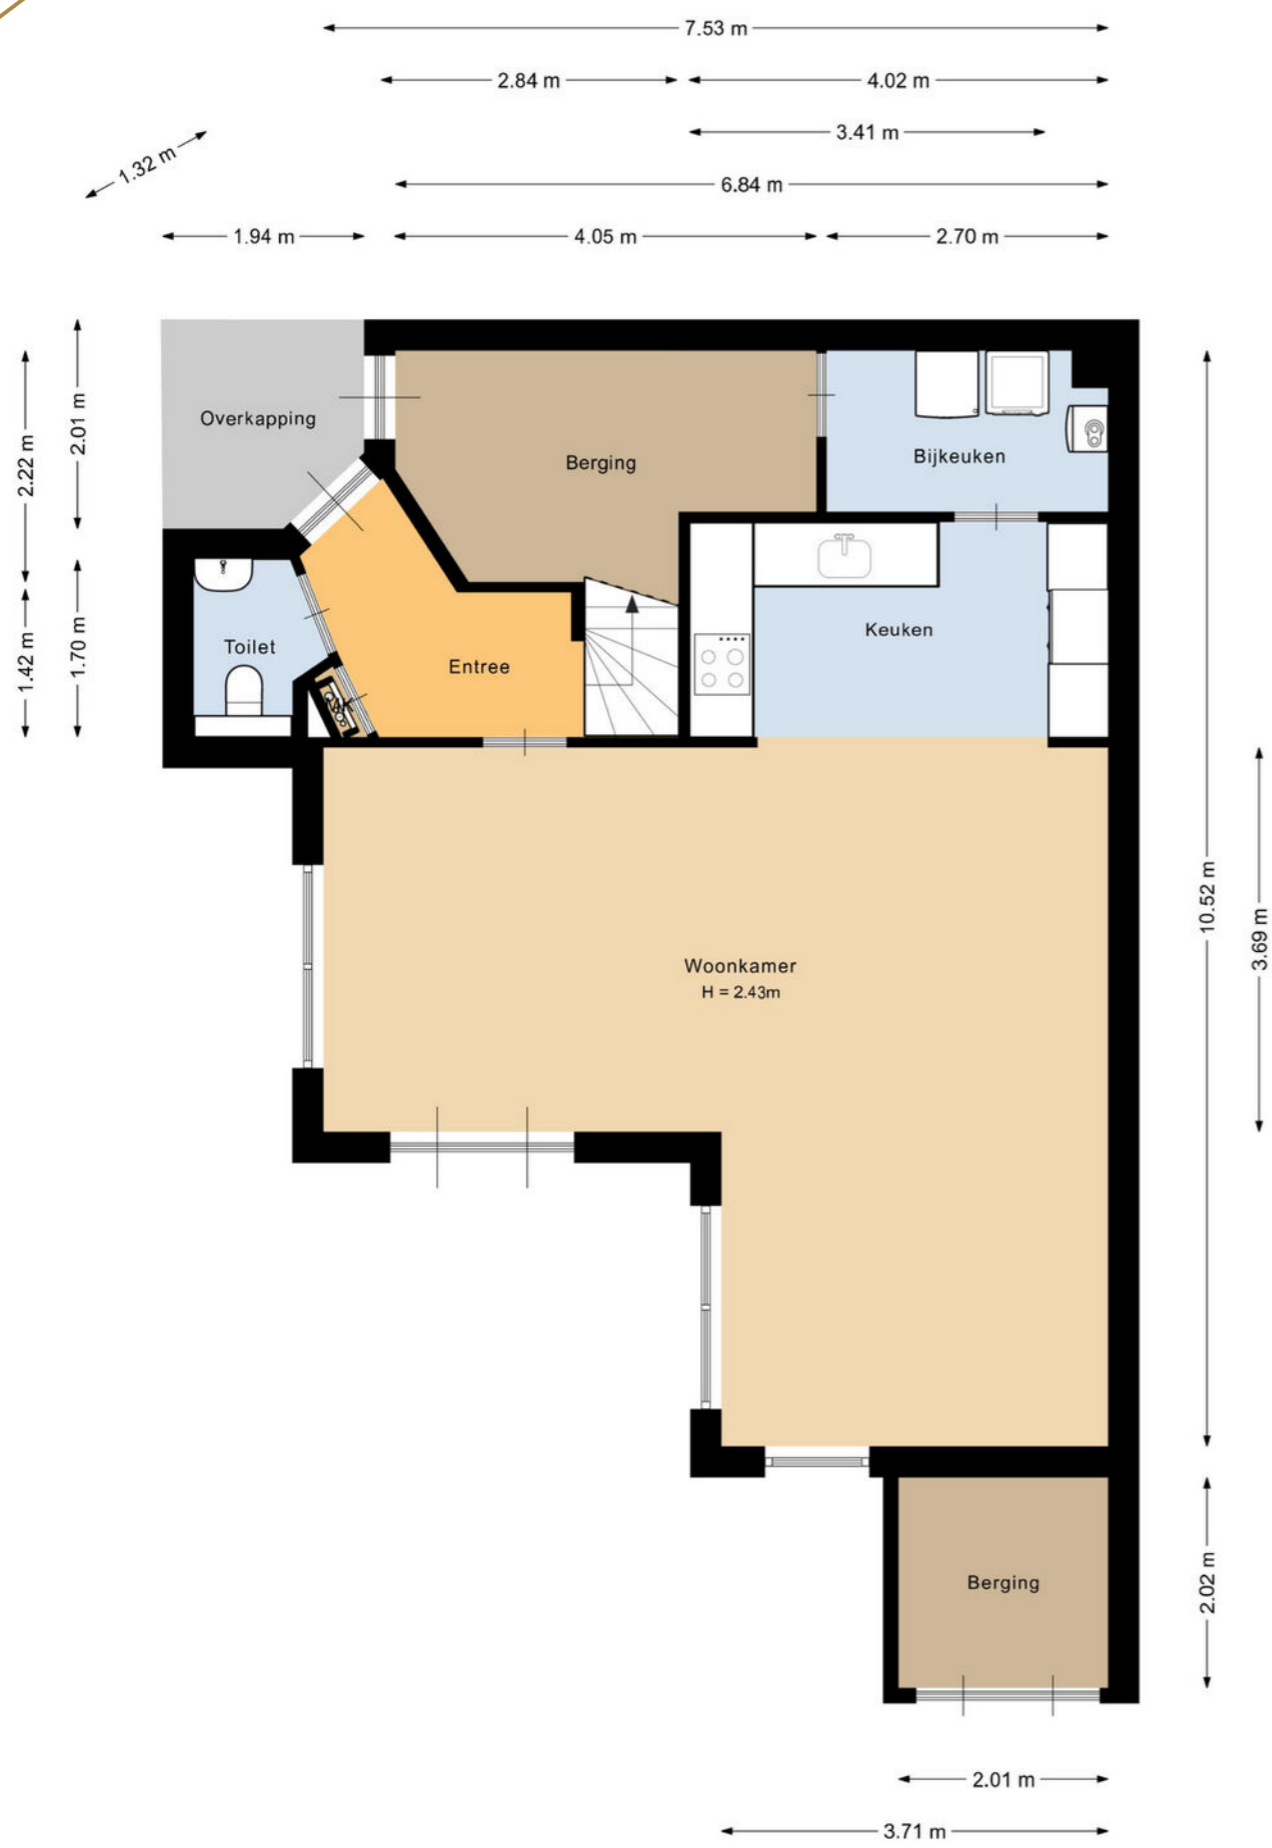 7.53 m
2.84 m
4.02 m
1.32 m
3.41 m
6.84 m
1.94 m
4.05 m
2.70 m
2.22 m
2.01 m
Overkapping
Berging
Bijkeuken
1.42 m
1.70 m
Toilet
Entree
Keuken
10.52 m
3.69 m
Woonkamer
H = 2.43m
Berging
2.02 m
2.01 m
3.71 m